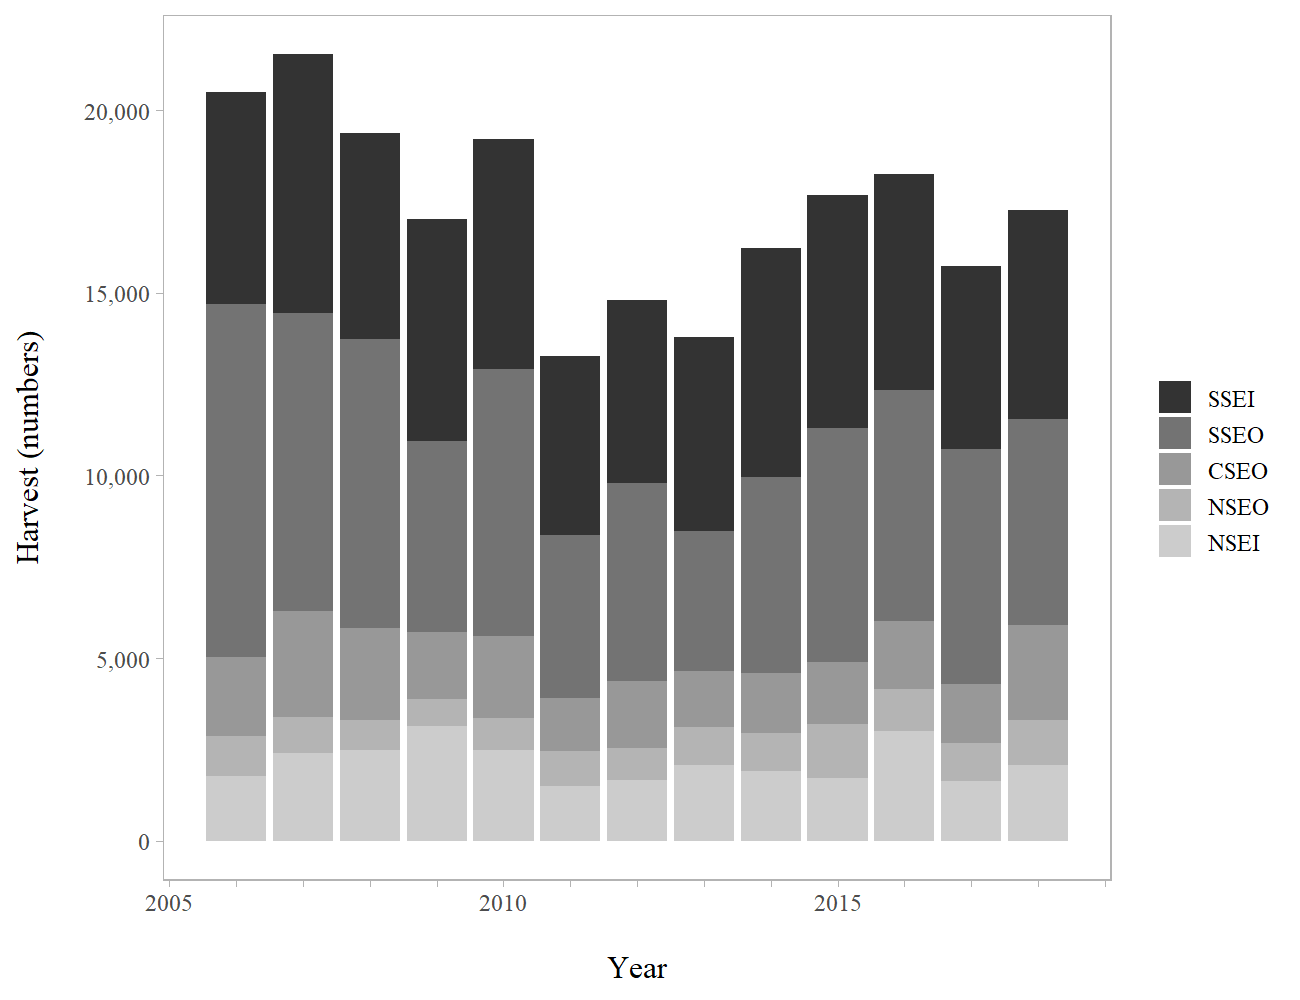 Harvest (numbers)
20,000
15,000
10,000
5,000
0
2005
2010
2015
Year
SSEI
SSEO
CSEO
NSEO
NSEI